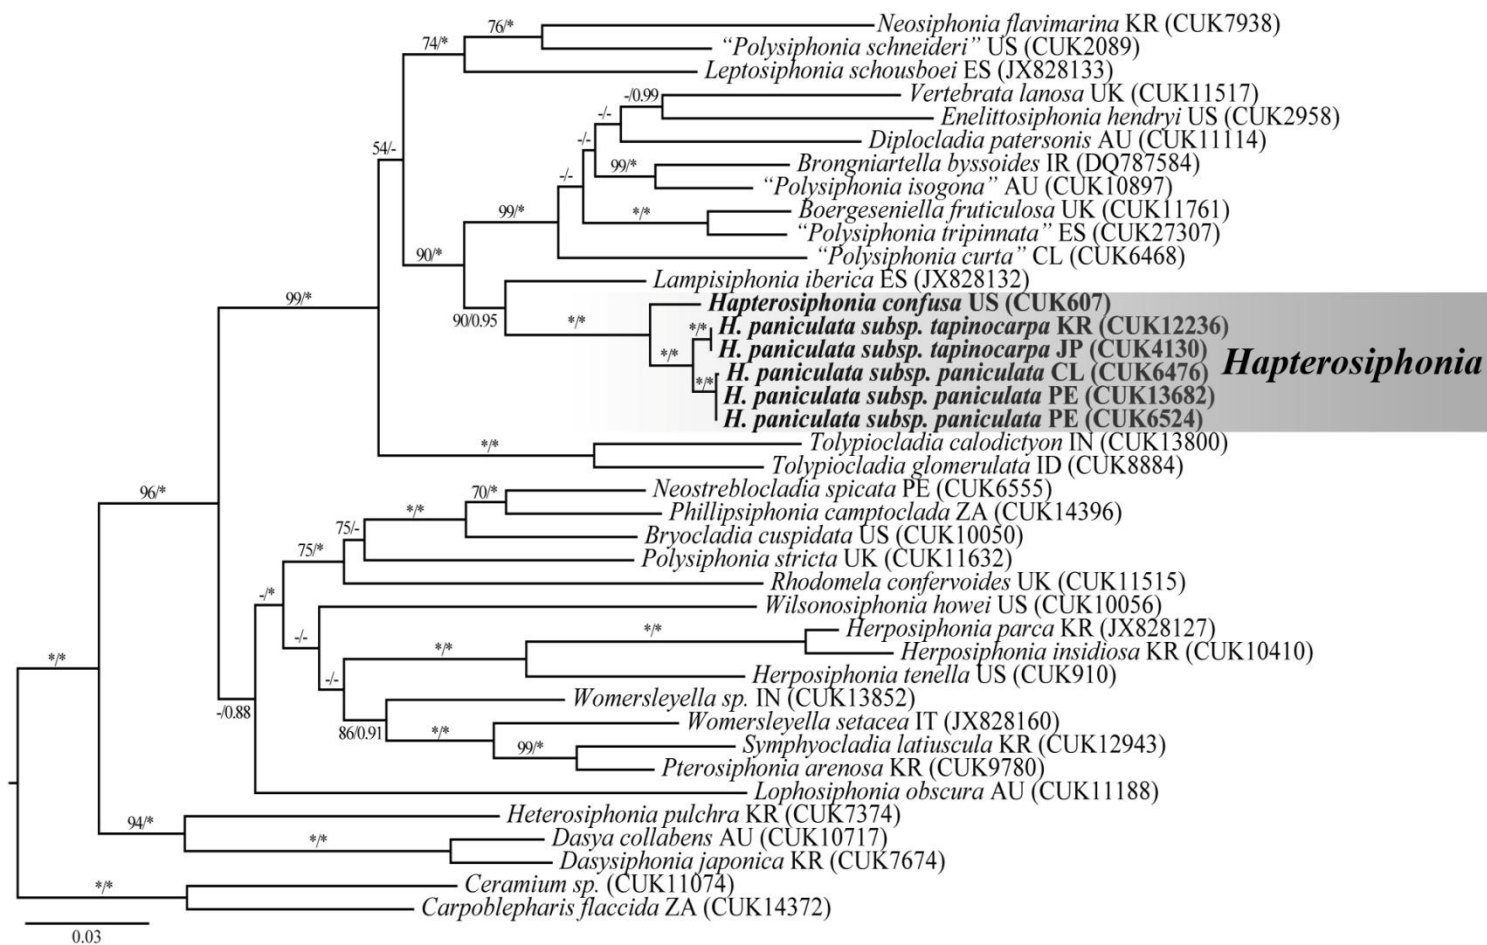 76/*
Neosiphonia flavimarina KR (CUK7938)
74/*
“Polysiphonia schneideri” US (CUK2089)
Leptosiphonia schousboei ES (JX828133)
-/0.99
Vertebrata lanosa UK (CUK11517)
-/-
Enelittosiphonia hendryi US (CUK2958)
-/-
Diplocladia patersonis AU (CUK11114)
54/-
Brongniartella byssoides IR (DQ787584)
99/*
-/-
“Polysiphonia isogona” AU (CUK10897)
99/*
*/*
Boergeseniella fruticulosa UK (CUK11761)
“Polysiphonia tripinnata” ES (CUK27307)
90/*
“Polysiphonia curta” CL (CUK6468)
Lampisiphonia iberica ES (JX828132)
99/*
90/0.95
*/*
Hapterosiphonia confusa US (CUK607)
*/*
H. paniculata subsp. tapinocarpa KR (CUK12236)
*/*
H. paniculata subsp. tapinocarpa JP (CUK4130)
Hapterosiphonia
*/*
H. paniculata subsp. paniculata CL (CUK6476)
H. paniculata subsp. paniculata PE (CUK13682)
H. paniculata subsp. paniculata PE (CUK6524)
*/*
Tolypiocladia calodictyon IN (CUK13800)
Tolypiocladia glomerulata ID (CUK8884)
96/*
70/*
Neostreblocladia spicata PE (CUK6555)
*/*
Phillipsiphonia camptoclada ZA (CUK14396)
75/-
Bryocladia cuspidata US (CUK10050)
75/*
Polysiphonia stricta UK (CUK11632)
Rhodomela confervoides UK (CUK11515)
-/*
Wilsonosiphonia howei US (CUK10056)
-/-
*/*
Herposiphonia parca KR (JX828127)
*/*
*/*
Herposiphonia insidiosa KR (CUK10410)
-/-
Herposiphonia tenella US (CUK910)
-/0.88
Womersleyella sp. IN (CUK13852)
86/0.91
*/*
Womersleyella setacea IT (JX828160)
99/*
Symphyocladia latiuscula KR (CUK12943)
Pterosiphonia arenosa KR (CUK9780)
Lophosiphonia obscura AU (CUK11188)
94/*
Heterosiphonia pulchra KR (CUK7374)
*/*
Dasya collabens AU (CUK10717)
Dasysiphonia japonica KR (CUK7674)
*/*
Ceramium sp. (CUK11074)
Carpoblepharis flaccida ZA (CUK14372)
0.03